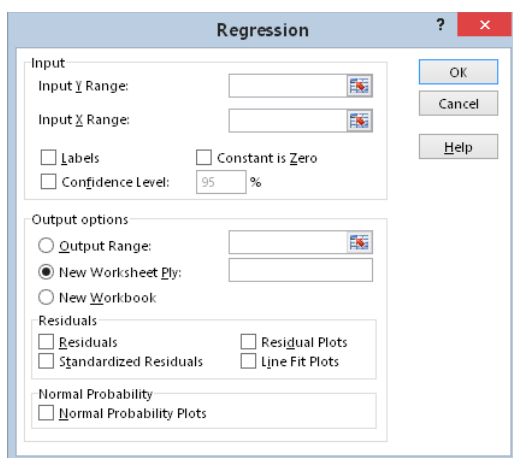 Regression
? ×
Input
Input Y Range:
Input X Range:
Labels
Constant is Zero
Confidence Level:
95 %
OK
Cancel
Help
Output options
Output Range:
New Worksheet Ply:
New Workbook
Residuals
Residuals
Residual Plots
Standardized Residuals
Line Fit Plots
Normal Probability
Normal Probability Plots